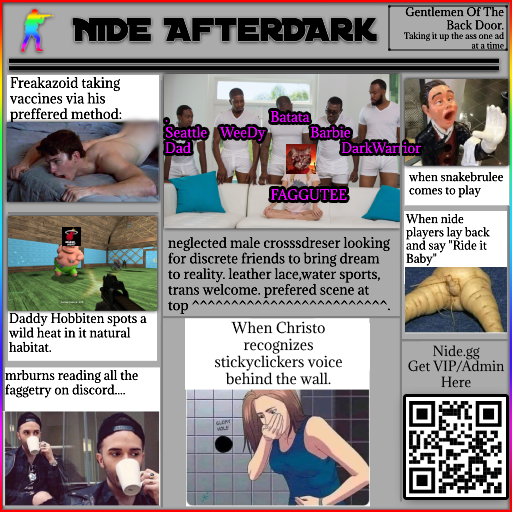 NIDE AFTERDARK
Gentlemen Of The
Back Door.
Taking it up the ass one ad
at a time
Freakazoid taking
vaccines via his
preffered method:
Seattle
Dad
WeeDy
Batata
Barbie
DarkWarrior
FAGGUTEE
when snakebrulee
comes to play
neglected male crosssdreser looking
for discrete friends to bring dream
to reality. leather lace,water sports,
trans welcome. prefered scene at
top ^^^^^^^^^^^^^^^^^^^^^^^^^^.
When nide
players lay back
and say "Ride it
Baby"
Daddy Hobbiten spots a
wild heat in it natural
habitat.
When Christo
recognizes
stickyclickers voice
behind the wall.
GLORY
HOLE
mrburns reading all the
faggetry on discord....
Nide.gg
Get VIP/Admin
Here